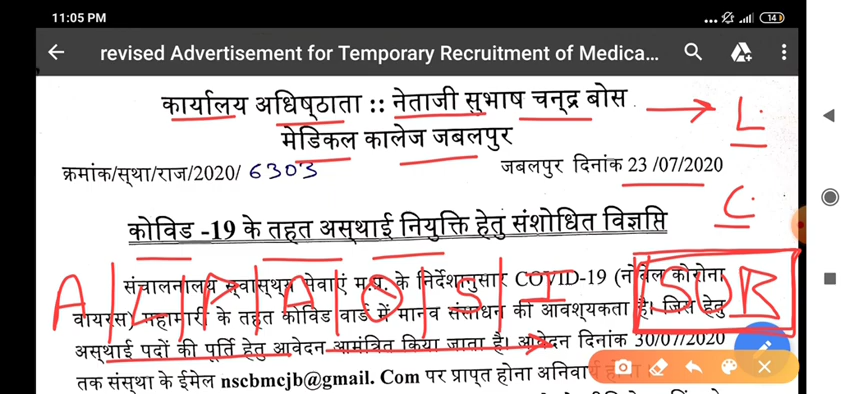 11:05 PM
14
revised Advertisement for Temporary Recruitment of Medica...
कार्यालय अधिष्ठाता :: नेताजी सुभाष चन्द्र बोस
L.
मेडिकल कालेज जबलपुर
क्रमांक/स्था/राज/2020/ 6303 जबलपुर दिनांक 23 /07/2020
C.
कोविड -19 के तहत अस्थाई नियुक्ति हेतु संशोधित विज्ञप्ति
संचालनालय स्वास्थ्य सेवाएं म.प्र. के निर्देशानुसार COVID-19 (नोवेल कोरोना
A | L | P | A | O | S | I SUR
वायरस) महामारी के तहत कोविड वार्ड में मानव संसाधन की आवश्यकता है। जिस हेतु
अस्थाई पदों की पूर्ति हेतु आवेदन आमंत्रित किया जाता है। आवेदन दिनांक 30/07/2020
तक संस्था के ईमेल nscbmcjb@gmail. Com पर प्राप्त होना अनिवार्य